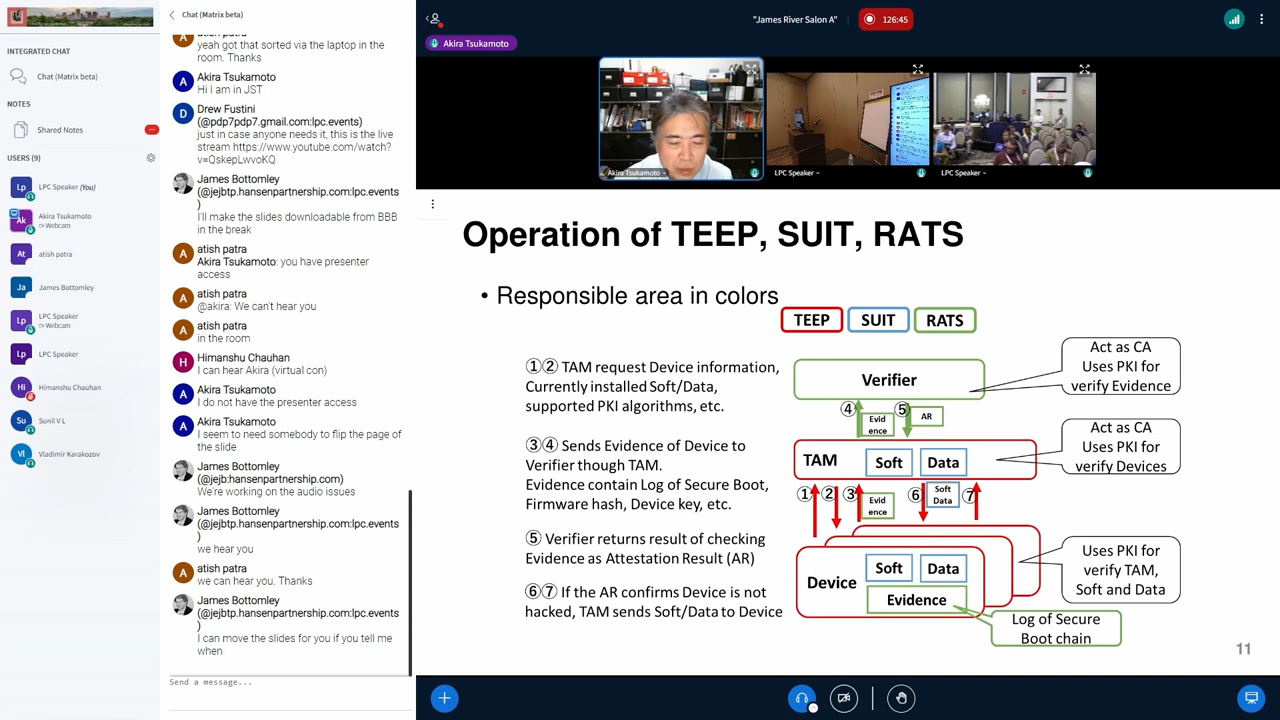 INTEGRATED CHAT
Chat (Matrix beta)
NOTES
Shared Notes
USERS (9)
Lp
LPC Speaker (You)
Ak
Akira Tsukamoto
Webcam
At
atish patra
Ja
James Bottomley
Lp
LPC Speaker
Webcam
Lp
LPC Speaker
Hi
Himanshu Chauhan
Su
Sunil V L
Vl
Vladimir Karakozov
Chat (Matrix beta)
A
atish patra
yeah got that sorted via the laptop in the
room. Thanks
A
Akira Tsukamoto
Hi I am in JST
D
Drew Fustini
(@pdp7pdp7.gmail.com:lpc.events)
just in case anyone needs it, this is the live
stream https://www.youtube.com/watch?
v=QskepLwvoKQ
James Bottomley
(@jejbtp.hansenpartnership.com:lpc.events
)
I'll make the slides downloadable from BBB
in the break
A
atish patra
Akira Tsukamoto: you have presenter
access
A
atish patra
@akira: We can't hear you
A
atish patra
in the room
H
Himanshu Chauhan
I can hear Akira (virtual con)
A
Akira Tsukamoto
I do not have the presenter access
A
Akira Tsukamoto
I seem to need somebody to flip the page of
the slide
James Bottomley
(@jejb:hansenpartnership.com)
We're working on the audio issues
James Bottomley
(@jejbtp.hansenpartnership.com:lpc.events
)
we hear you
A
atish patra
we can hear you. Thanks
James Bottomley
(@jejbtp.hansenpartnership.com:lpc.events
)
I can move the slides for you if you tell me
when
Send a message...
"James River Salon A"
126:45
Akira Tsukamoto
Akira Tsukamoto
LPC Speaker
LPC Speaker
Operation of TEEP, SUIT, RATS
• Responsible area in colors
TEEP
SUIT
RATS
①② TAM request Device information,
Currently installed Soft/Data,
supported PKI algorithms, etc.
③④ Sends Evidence of Device to
Verifier though TAM.
Evidence contain Log of Secure Boot,
Firmware hash, Device key, etc.
⑤ Verifier returns result of checking
Evidence as Attestation Result (AR)
⑥⑦ If the AR confirms Device is not
hacked, TAM sends Soft/Data to Device
Verifier
Act as CA
Uses PKI for
verify Evidence
④
Evid
ence
⑤
AR
TAM
Soft
Data
Act as CA
Uses PKI for
verify Devices
①
②
③
Evid
ence
⑥
Soft
Data
⑦
Device
Soft
Data
Evidence
Uses PKI for
verify TAM,
Soft and Data
Log of Secure
Boot chain
11